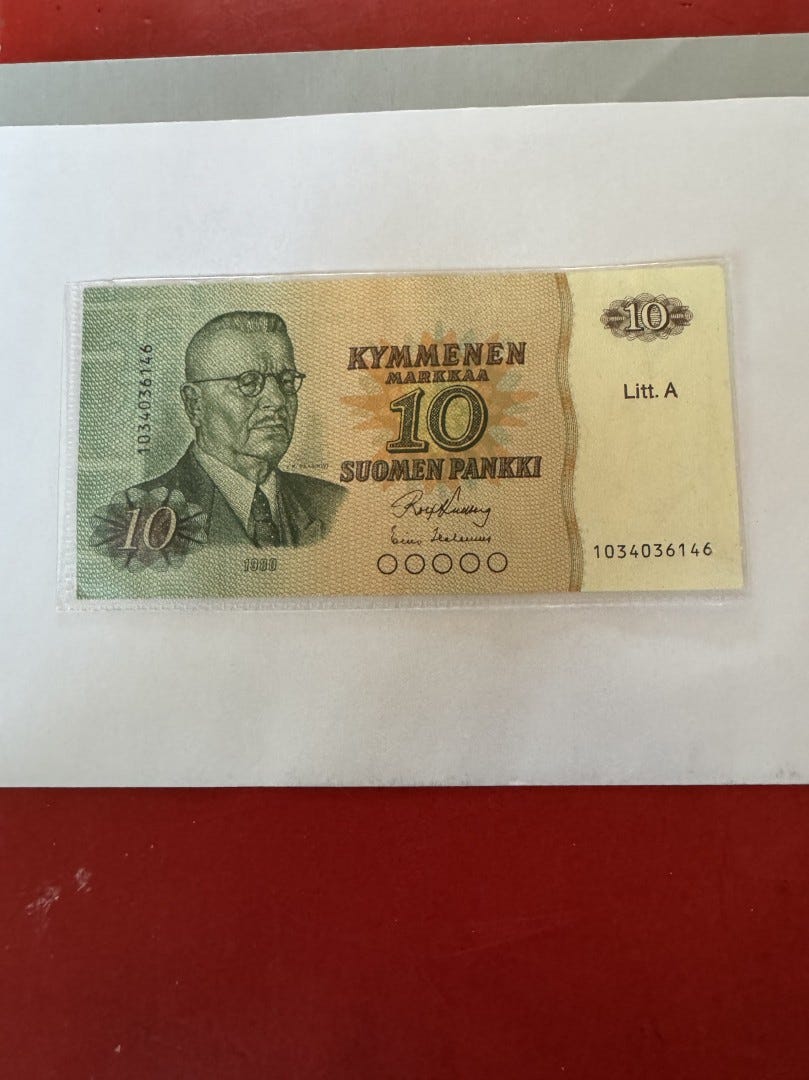 1034036146
KYMMENEN
MARKKAA
10
SUOMEN PANKKI
10
1980
10
Litt. A
1034036146